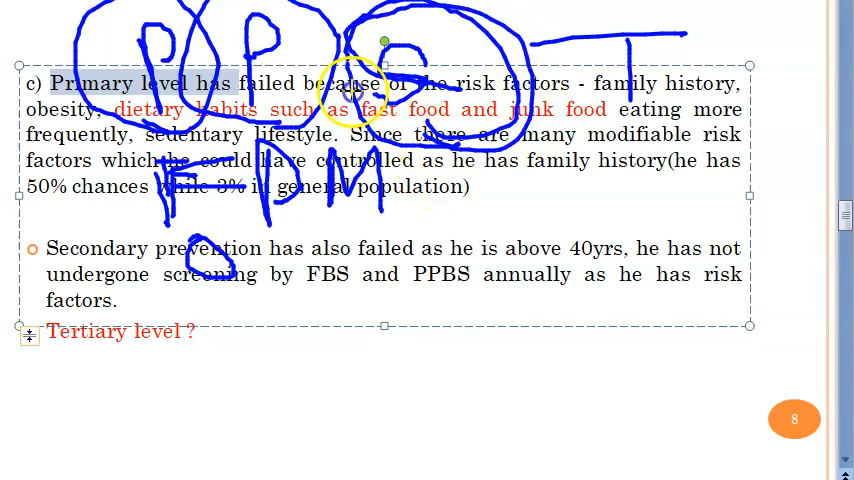 P P S T
c) Primary level has failed because of the risk factors - family history,
obesity, dietary habits such as fast food and junk food eating more
frequently, sedentary lifestyle. Since there are many modifiable risk
factors which he could have controlled as he has family history(he has
50% chances while 3% in general population)
F DM
Secondary prevention has also failed as he is above 40yrs, he has not
undergone screening by FBS and PPBS annually as he has risk
factors.
Tertiary level ?
8